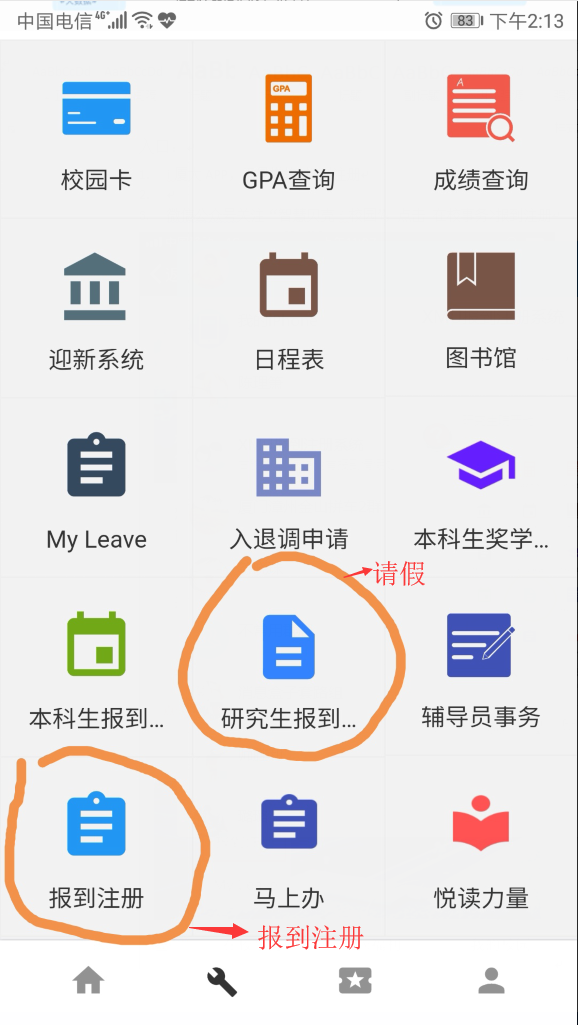 中国电信 4G+ 83 下午2:13
GPA A
校园卡 GPA查询 成绩查询
迎新系统 日程表 图书馆
My Leave 入退调申请 本科生奖学...
请假
本科生报到... 研究生报到... 辅导员事务
报到注册 马上办 悦读力量
报到注册